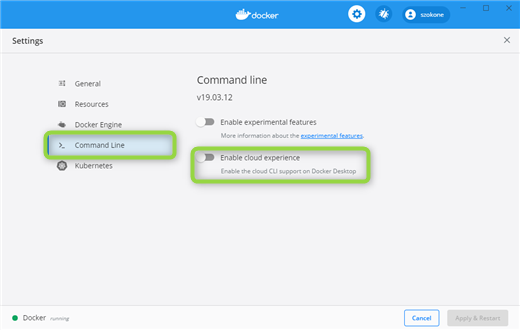 docker
szokone
Settings
General
Resources
Docker Engine
Command Line
Kubernetes
Command line
v19.03.12
Enable experimental features
More information about the experimental features.
Enable cloud experience
Enable the cloud CLI support on Docker Desktop
Docker running
Cancel
Apply & Restart